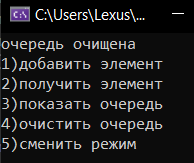 C:\Users\Lexus\.
очередь очищена
1)добавить элемент
2)получить элемент
3)показать очередь
4)очистить очередь
5)сменить режим